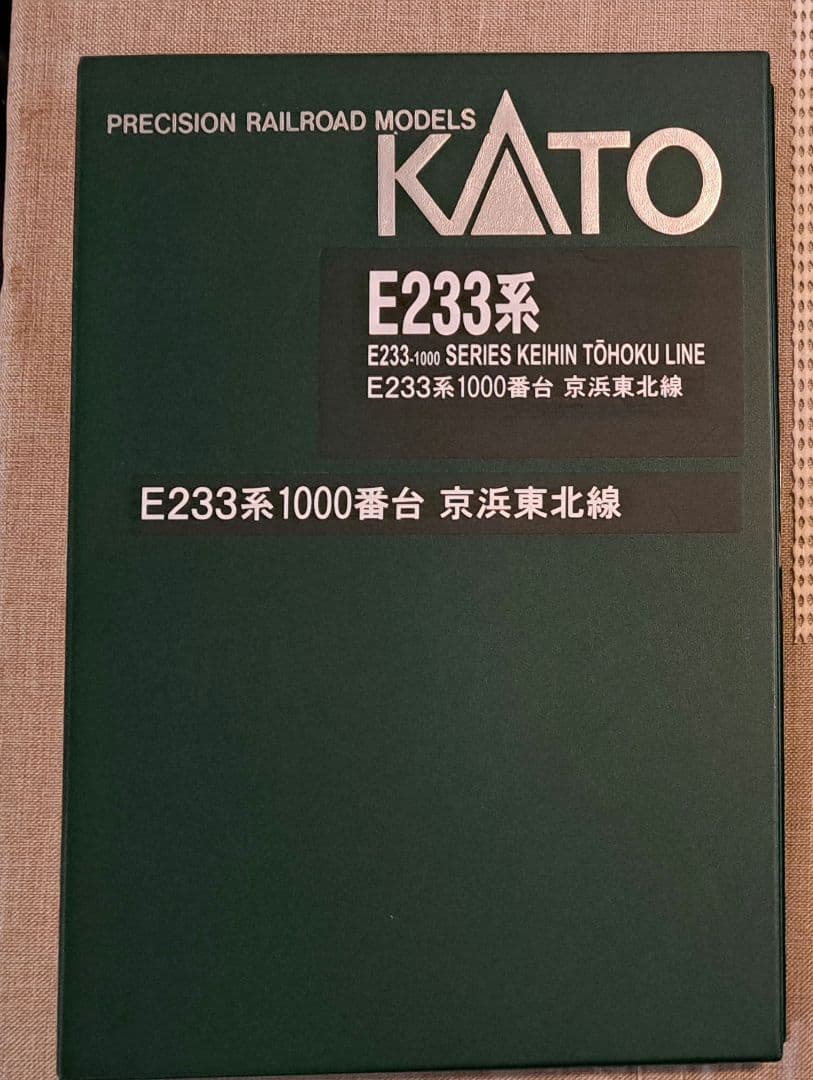 PRECISION RAILROAD MODELS
KATO
E233系
E233-1000 SERIES KEIHIN TŌHOKU LINE
E233系1000番台 京浜東北線
E233系1000番台 京浜東北線